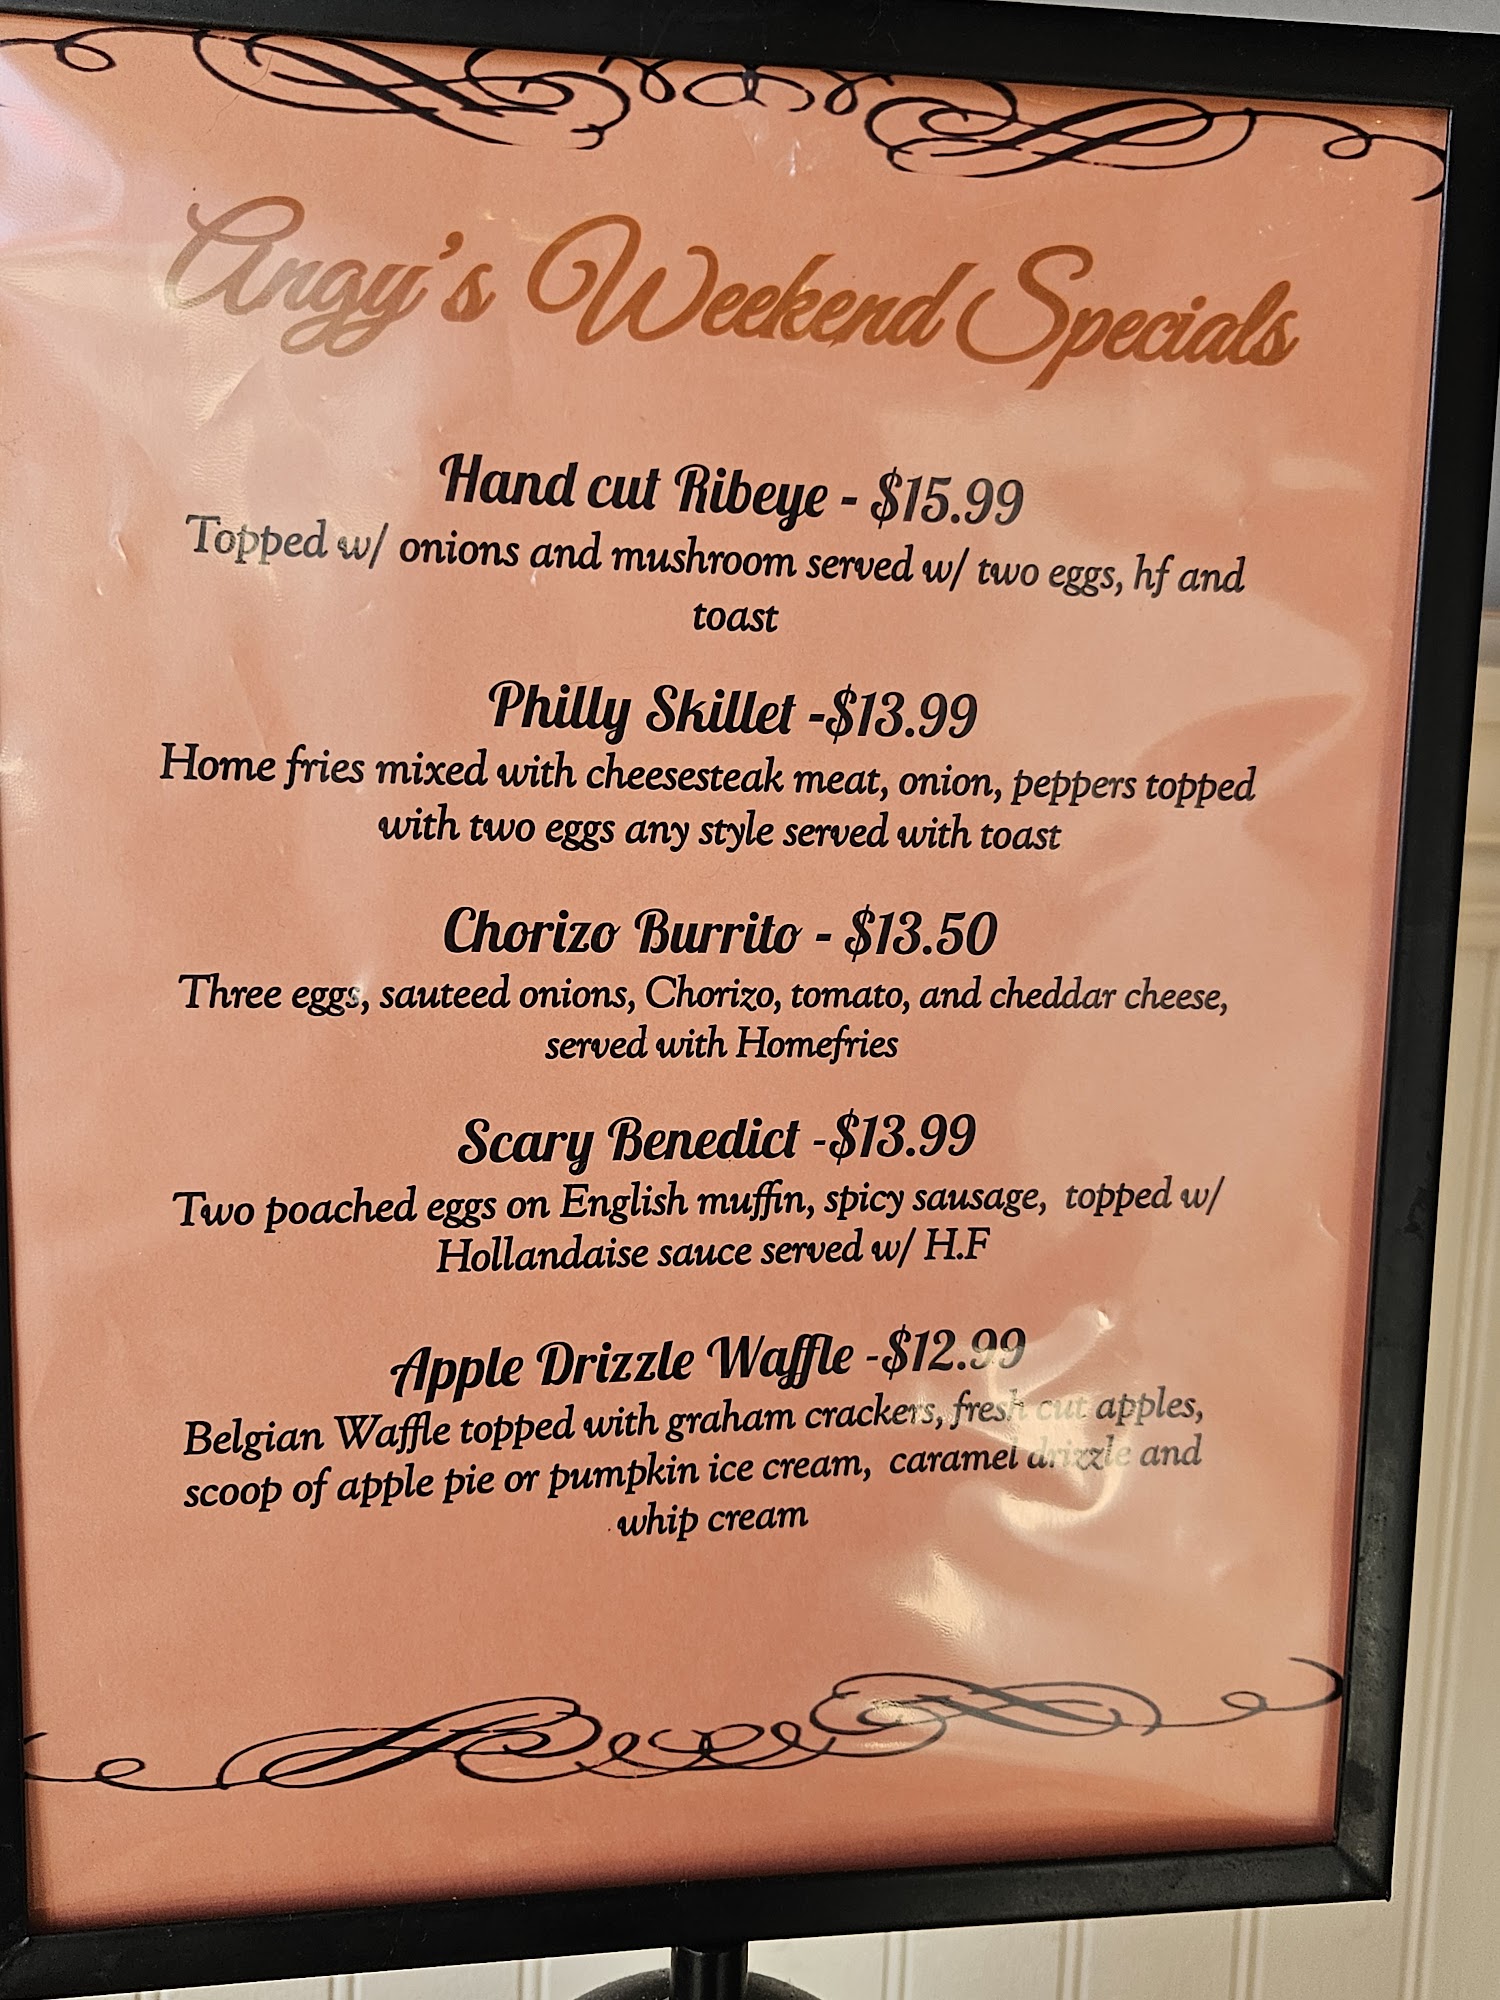 Angy's Weekend Specials
Hand cut Ribeye - $15.99
Topped w/ onions and mushroom served w/ two eggs, hf and
toast
Philly Skillet -$13.99
Home fries mixed with cheesesteak meat, onion, peppers topped
with two eggs any style served with toast
Chorizo Burrito - $13.50
Three eggs, sauteed onions, Chorizo, tomato, and cheddar cheese,
served with Homefries
Scary Benedict -$13.99
Two poached eggs on English muffin, spicy sausage, topped w/
Hollandaise sauce served w/ H.F
Apple Drizzle Waffle -$12.99
Belgian Waffle topped with graham crackers, fresh cut apples,
scoop of apple pie or pumpkin ice cream, caramel drizzle and
whip cream